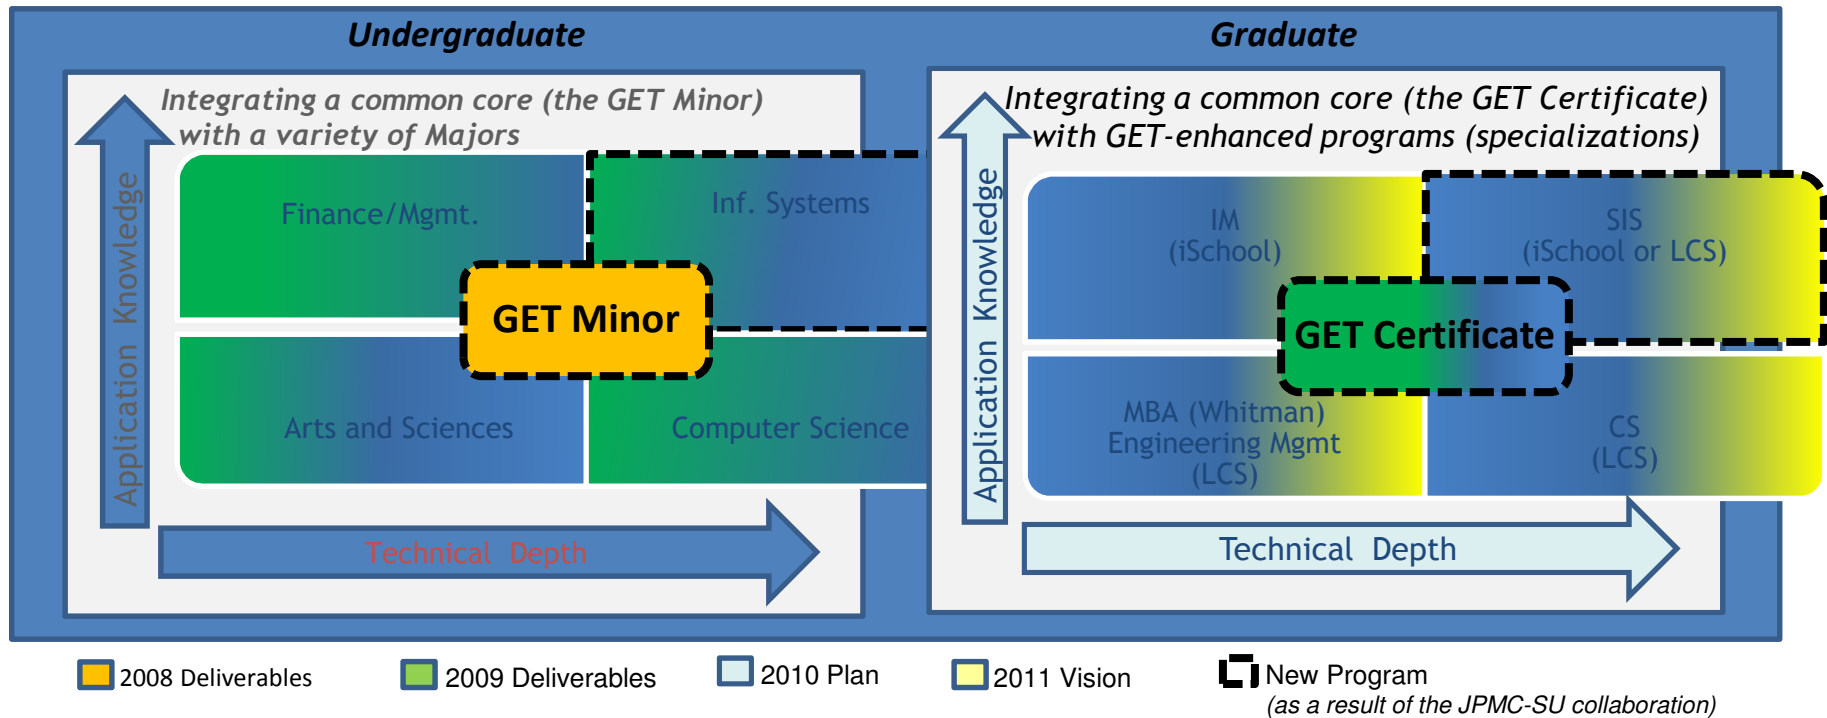 Undergraduate
Integrating a common core (the GET Minor)
with a variety of Majors
Application Knowledge
Finance/Mgmt.
Inf. Systems
GET Minor
Arts and Sciences
Computer Science
Technical Depth
Graduate
Integrating a common core (the GET Certificate)
with GET-enhanced programs (specializations)
Application Knowledge
IM
(iSchool)
SIS
(iSchool or LCS)
GET Certificate
MBA (Whitman)
Engineering Mgmt
(LCS)
CS
(LCS)
Technical Depth
2008 Deliverables
2009 Deliverables
2010 Plan
2011 Vision
New Program
(as a result of the JPMC-SU collaboration)